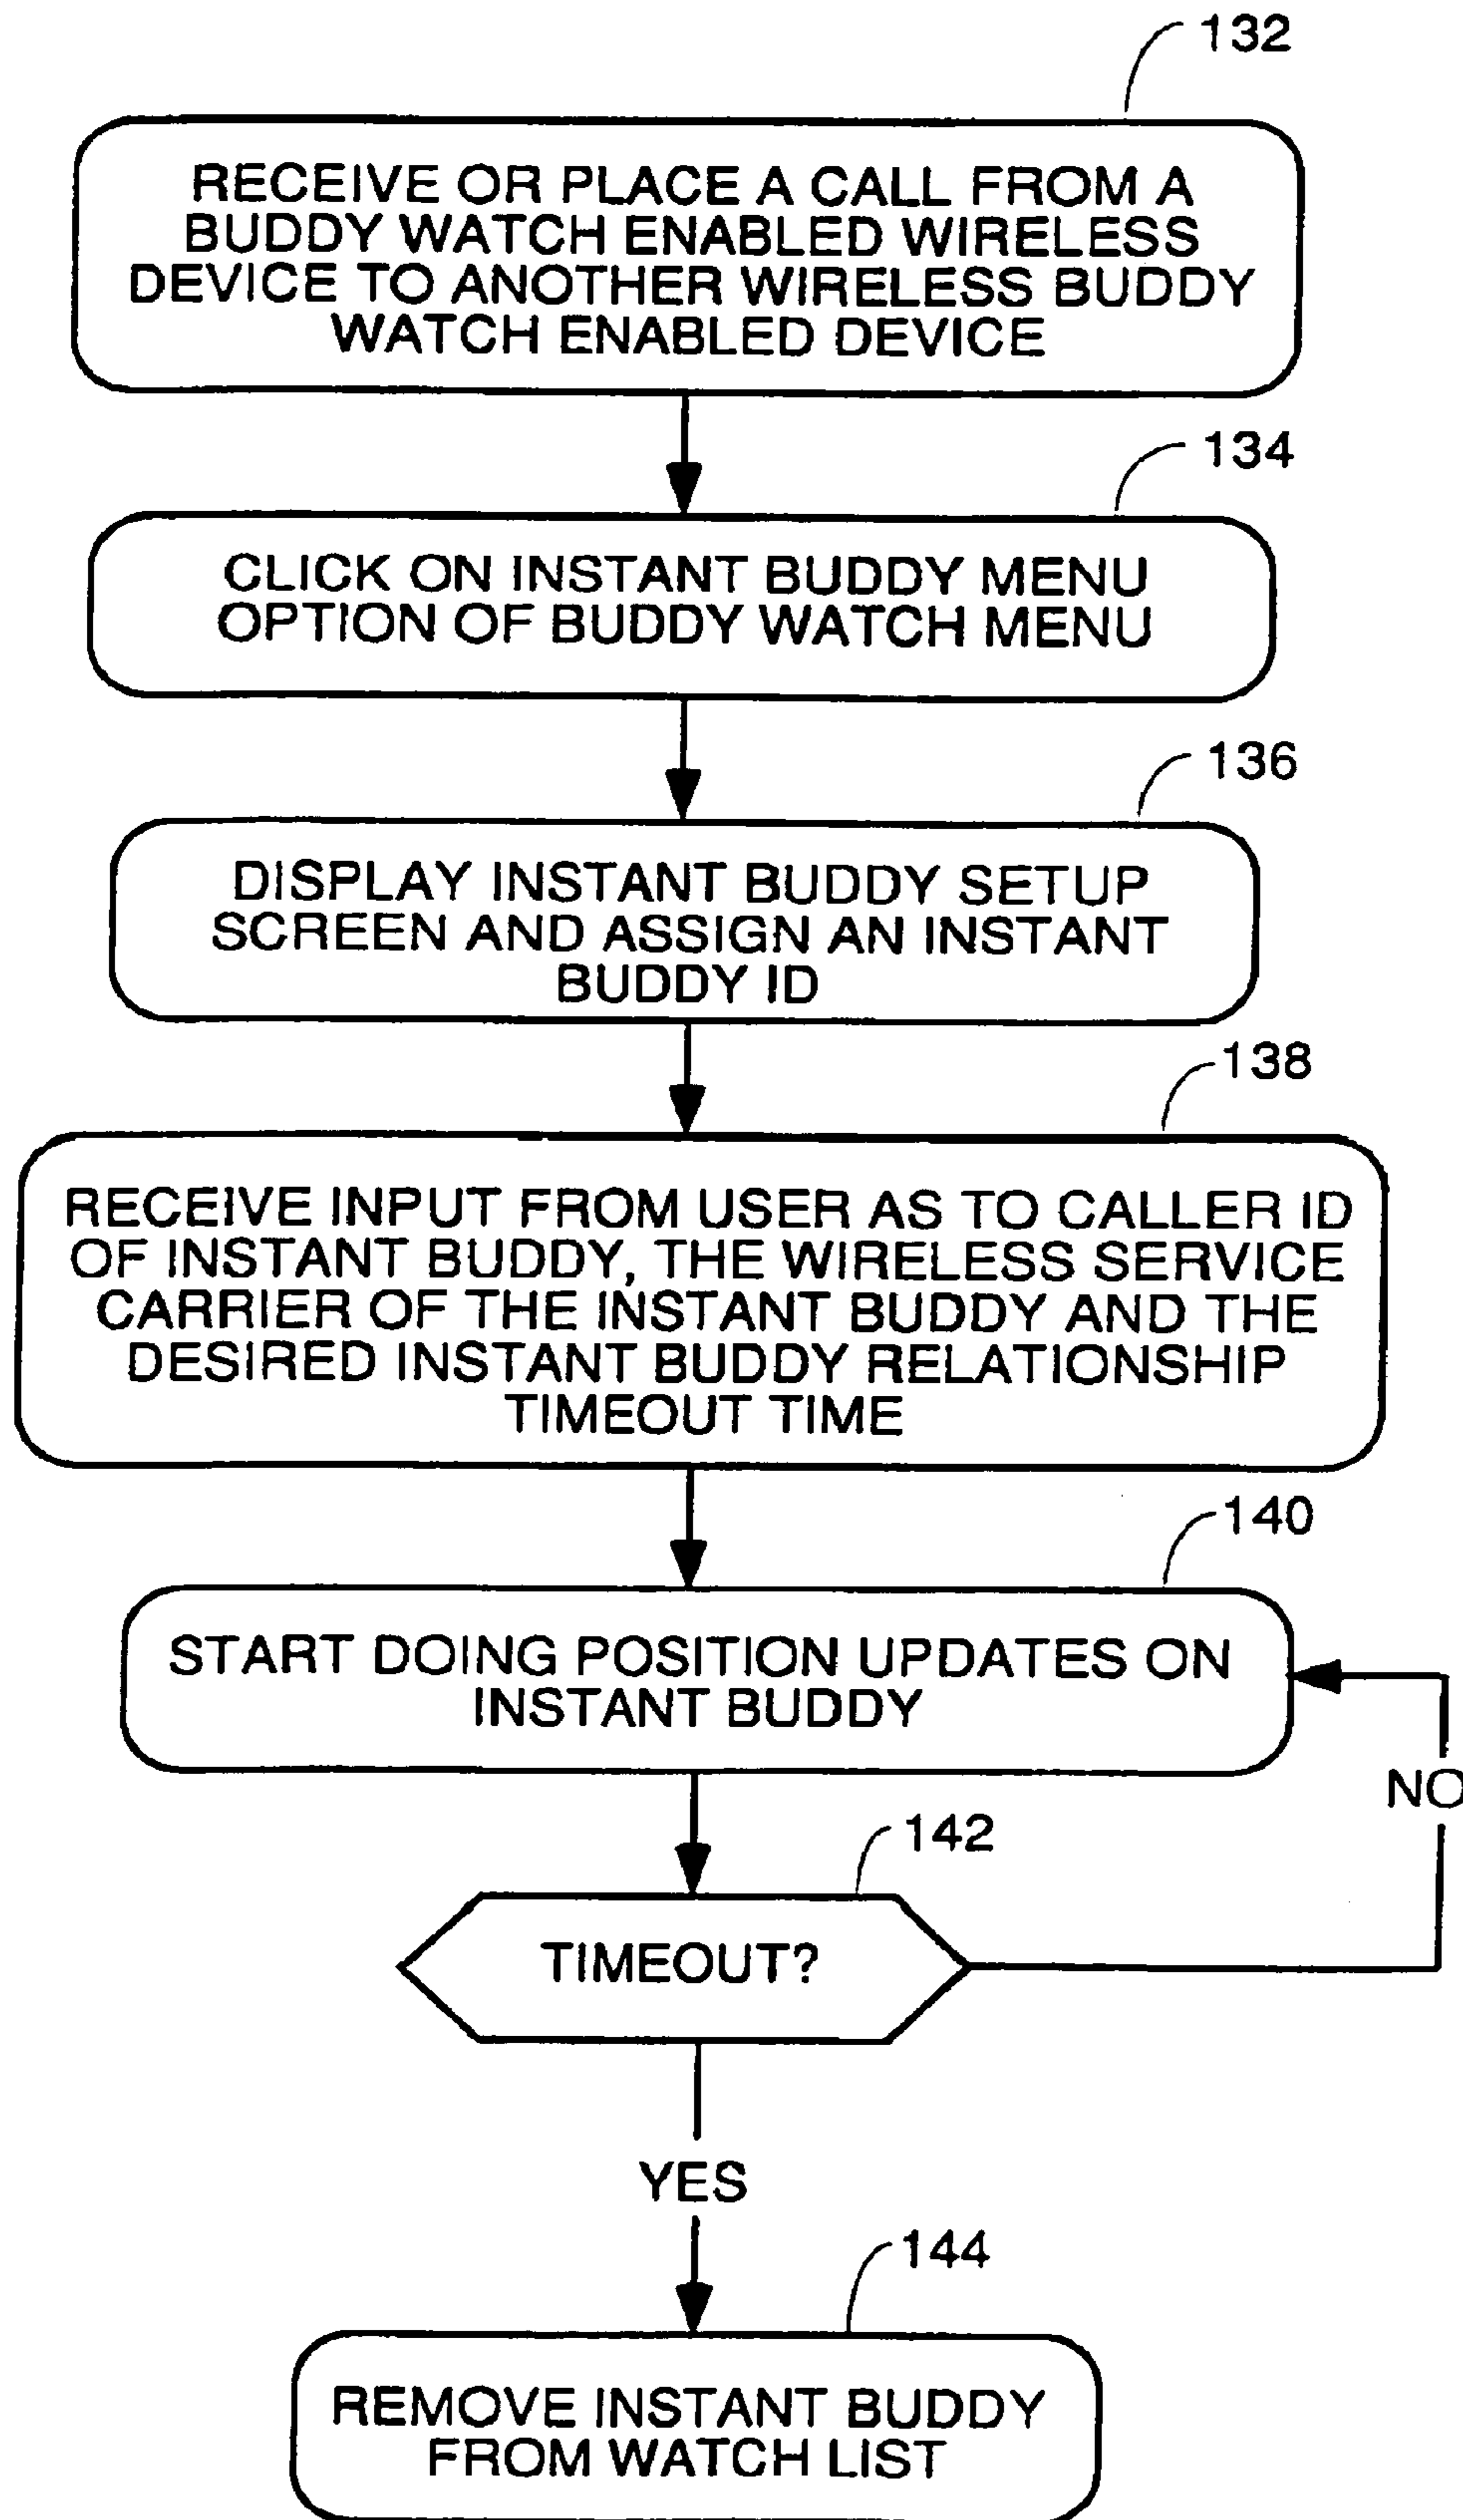 132
RECEIVE OR PLACE A CALL FROM A
BUDDY WATCH ENABLED WIRELESS
DEVICE TO ANOTHER WIRELESS BUDDY
WATCH ENABLED DEVICE
134
CLICK ON INSTANT BUDDY MENU
OPTION OF BUDDY WATCH MENU
136
DISPLAY INSTANT BUDDY SETUP
SCREEN AND ASSIGN AN INSTANT
BUDDY ID
138
RECEIVE INPUT FROM USER AS TO CALLER ID
OF INSTANT BUDDY, THE WIRELESS SERVICE
CARRIER OF THE INSTANT BUDDY AND THE
DESIRED INSTANT BUDDY RELATIONSHIP
TIMEOUT TIME
140
START DOING POSITION UPDATES ON
INSTANT BUDDY
NO
142
TIMEOUT?
YES
144
REMOVE INSTANT BUDDY
FROM WATCH LIST